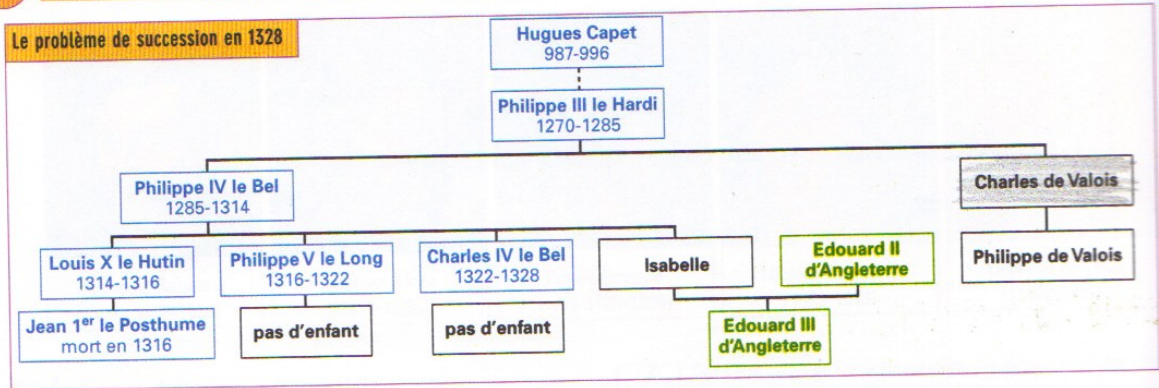 Le problème de succession en 1328
Hugues Capet
987-996
Philippe III le Hardi
1270-1285
Philippe IV le Bel
1285-1314
Charles de Valois
Louis X le Hutin
1314-1316
Philippe V le Long
1316-1322
Charles IV le Bel
1322-1328
Isabelle
Edouard II
d'Angleterre
Philippe de Valois
Jean 1er le Posthume
mort en 1316
pas d'enfant
pas d'enfant
Edouard III
d'Angleterre